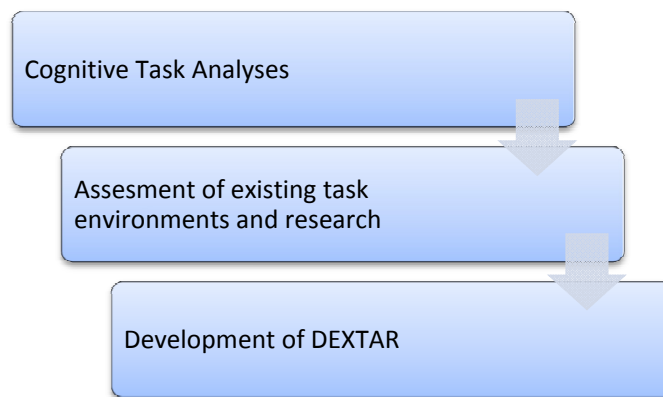 Cognitive Task Analyses
Assesment of existing task
environments and research
Development of DEXTAR